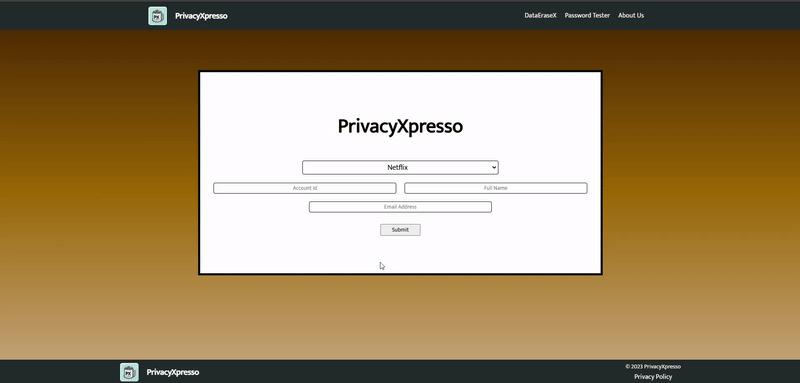 PX PrivacyXpresso DataEraseX Password Tester About Us
PrivacyXpresso
Netflix
Account id Full Name
Email Address
Submit
PX PrivacyXpresso © 2023 PrivacyXpresso
Privacy Policy